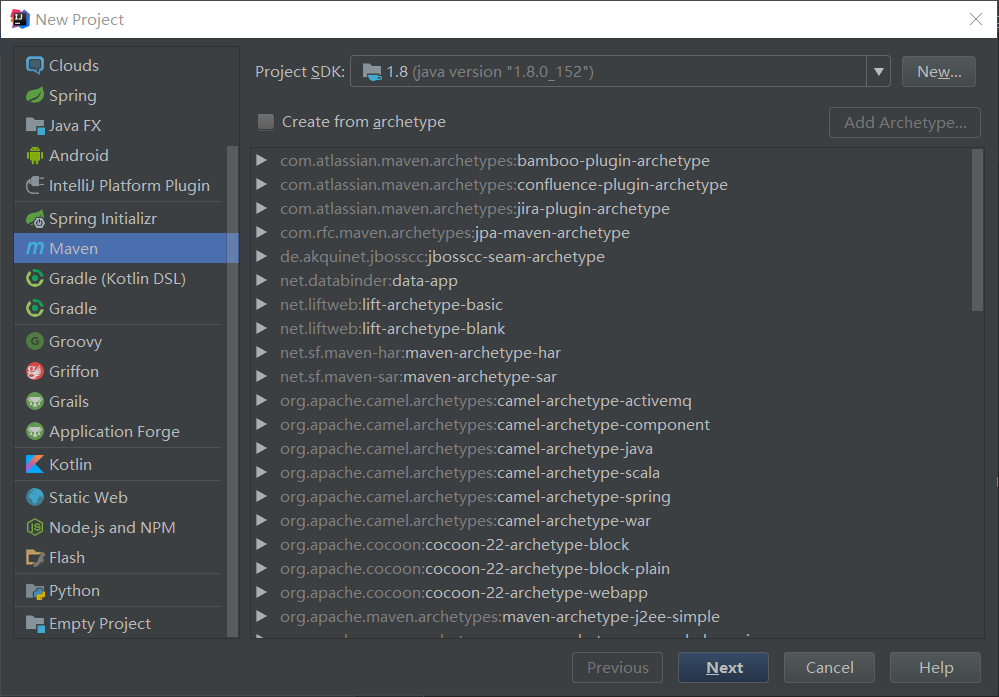 New Project
Clouds
Spring
Java FX
Android
IntelliJ Platform Plugin
Spring Initializr
Maven
Gradle (Kotlin DSL)
Gradle
Groovy
Griffon
Grails
Application Forge
Kotlin
Static Web
Node.js and NPM
Flash
Python
Empty Project
Project SDK: 1.8 (java version "1.8.0_152") New...
Create from archetype Add Archetype...
com.atlassian.maven.archetypes:bamboo-plugin-archetype
com.atlassian.maven.archetypes:confluence-plugin-archetype
com.atlassian.maven.archetypes:jira-plugin-archetype
com.rfc.maven.archetypes:jpa-maven-archetype
de.akquinet.jbosscc:jbosscc-seam-archetype
net.databinder:data-app
net.liftweb:lift-archetype-basic
net.liftweb:lift-archetype-blank
net.sf.maven-har:maven-archetype-har
net.sf.maven-sar:maven-archetype-sar
org.apache.camel.archetypes:camel-archetype-activemq
org.apache.camel.archetypes:camel-archetype-component
org.apache.camel.archetypes:camel-archetype-java
org.apache.camel.archetypes:camel-archetype-scala
org.apache.camel.archetypes:camel-archetype-spring
org.apache.camel.archetypes:camel-archetype-war
org.apache.cocoon:cocoon-22-archetype-block
org.apache.cocoon:cocoon-22-archetype-block-plain
org.apache.cocoon:cocoon-22-archetype-webapp
org.apache.maven.archetypes:maven-archetype-j2ee-simple
Previous Next Cancel Help